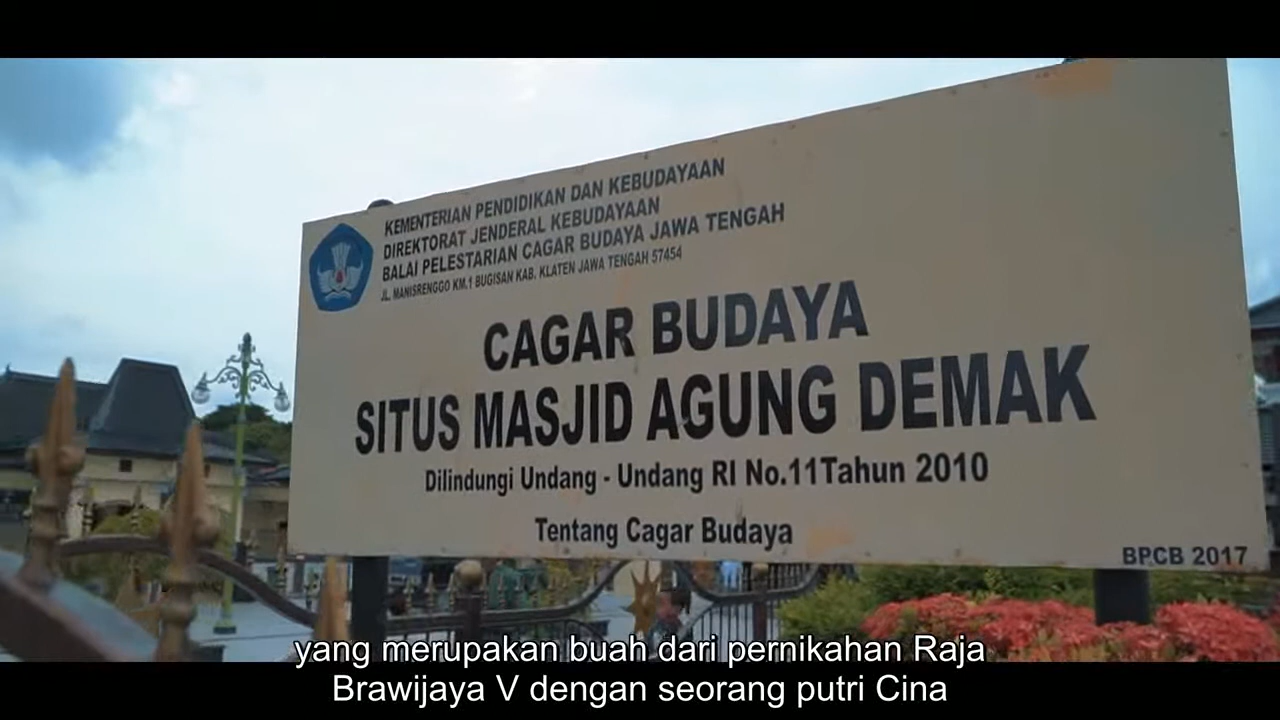 KEMENTERIAN PENDIDIKAN DAN KEBUDAYAAN
DIREKTORAT JENDERAL KEBUDAYAAN
BALAI PELESTARIAN CAGAR BUDAYA JAWA TENGAH
JL. MANISRENGGO KM.1 BUGISAN KAB. KLATEN JAWA TENGAH 57454
CAGAR BUDAYA
SITUS MASJID AGUNG DEMAK
Dilindungi Undang - Undang RI No.11Tahun 2010
Tentang Cagar Budaya
BPCB 2017
yang merupakan buah dari pernikahan Raja
Brawijaya V dengan seorang putri Cina